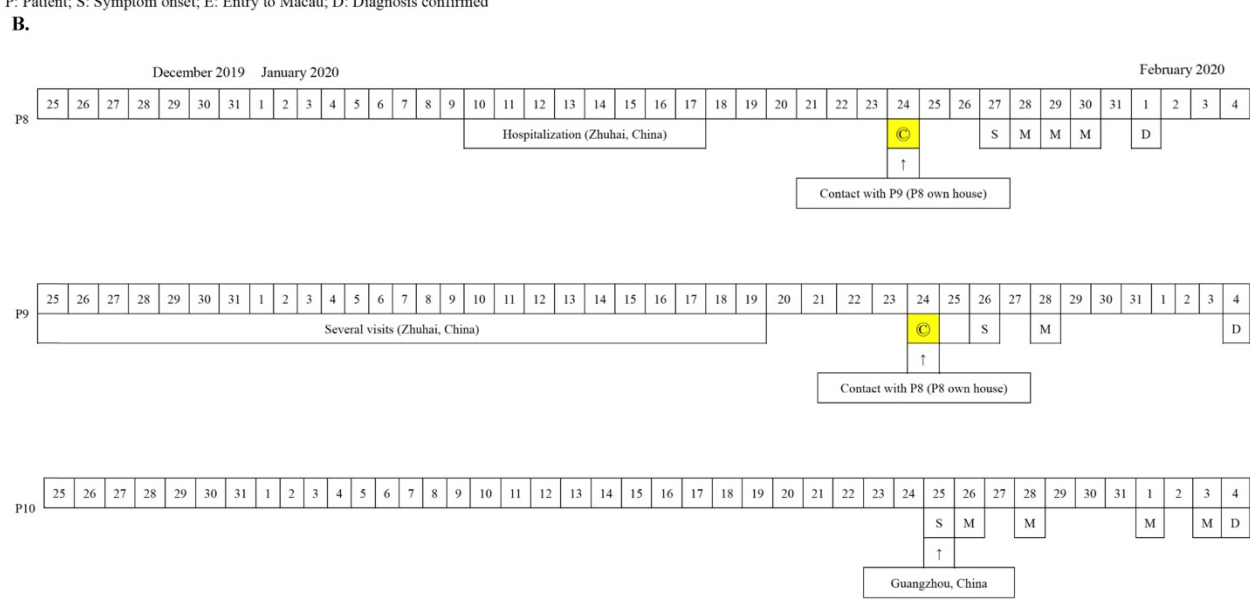 P: Patient; S: Symptom onset; E: Entry to Macau; D: Diagnosis confirmed
B.
December 2019 January 2020 February 2020
25 26 27 28 29 30 31 1 2 3 4 5 6 7 8 9 10 11 12 13 14 15 16 17 18 19 20 21 22 23 24 25 26 27 28 29 30 31 1 2 3 4
P8
Hospitalization (Zhuhai, China) © S M M M D
↑
Contact with P9 (P8 own house)
25 26 27 28 29 30 31 1 2 3 4 5 6 7 8 9 10 11 12 13 14 15 16 17 18 19 20 21 22 23 24 25 26 27 28 29 30 31 1 2 3 4
P9
Several visits (Zhuhai, China) © S M D
↑
Contact with P8 (P8 own house)
25 26 27 28 29 30 31 1 2 3 4 5 6 7 8 9 10 11 12 13 14 15 16 17 18 19 20 21 22 23 24 25 26 27 28 29 30 31 1 2 3 4
P10
S M M M M D
↑
Guangzhou, China